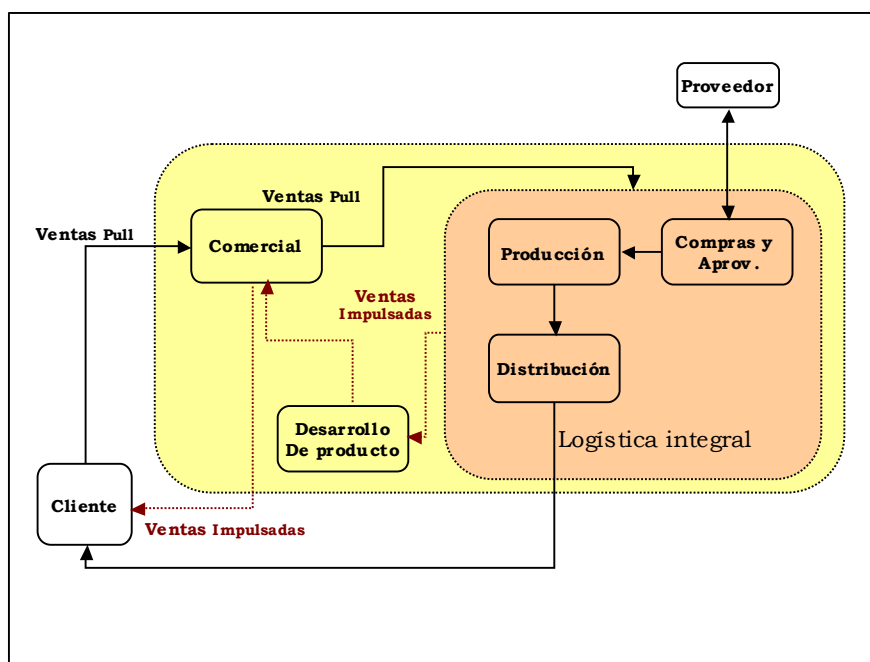 Proveedor
Ventas Pull
Ventas Pull
Comercial
Producción
Compras y
Aprov.
Ventas
Impulsadas
Distribución
Desarrollo
De producto
Logística integral
Cliente
Ventas Impulsadas